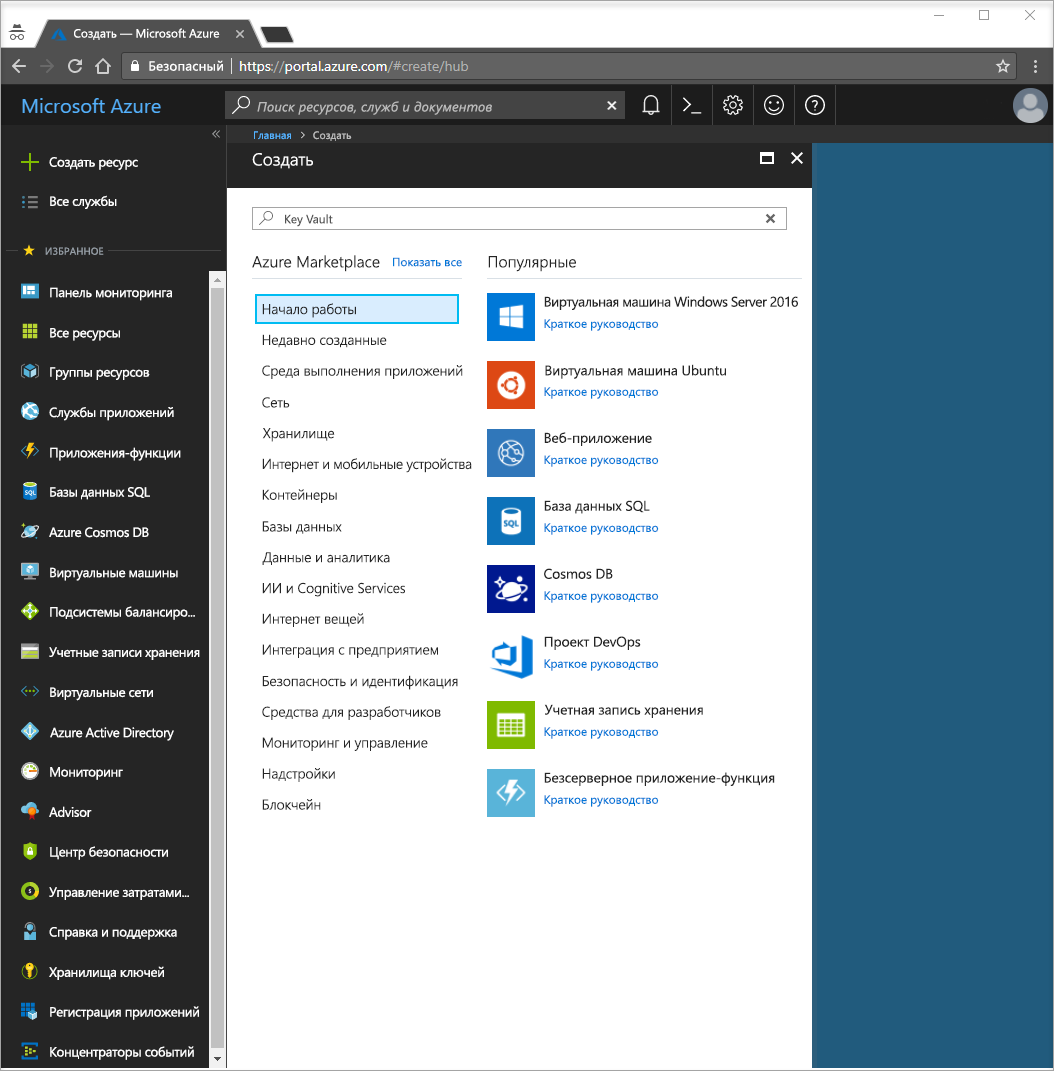 Создать — Microsoft Azure
Безопасный
https://portal.azure.com/#create/hub
Microsoft Azure
Поиск ресурсов, служб и документов
Главная > Создать
Создать
Создать ресурс
Все службы
ИЗБРАННОЕ
Панель мониторинга
Все ресурсы
Группы ресурсов
Службы приложений
Приложения-функции
Базы данных SQL
Azure Cosmos DB
Виртуальные машины
Подсистемы балансиро...
Учетные записи хранения
Виртуальные сети
Azure Active Directory
Мониторинг
Advisor
Центр безопасности
Управление затратами...
Справка и поддержка
Хранилища ключей
Регистрация приложений
Концентраторы событий
Key Vault
Azure Marketplace
Показать все
Начало работы
Недавно созданные
Среда выполнения приложений
Сеть
Хранилище
Интернет и мобильные устройства
Контейнеры
Базы данных
Данные и аналитика
ИИ и Cognitive Services
Интернет вещей
Интеграция с предприятием
Безопасность и идентификация
Средства для разработчиков
Мониторинг и управление
Надстройки
Блокчейн
Популярные
Виртуальная машина Windows Server 2016
Краткое руководство
Виртуальная машина Ubuntu
Краткое руководство
Веб-приложение
Краткое руководство
SQL
База данных SQL
Краткое руководство
Cosmos DB
Краткое руководство
Проект DevOps
Краткое руководство
Учетная запись хранения
Краткое руководство
Безсерверное приложение-функция
Краткое руководство